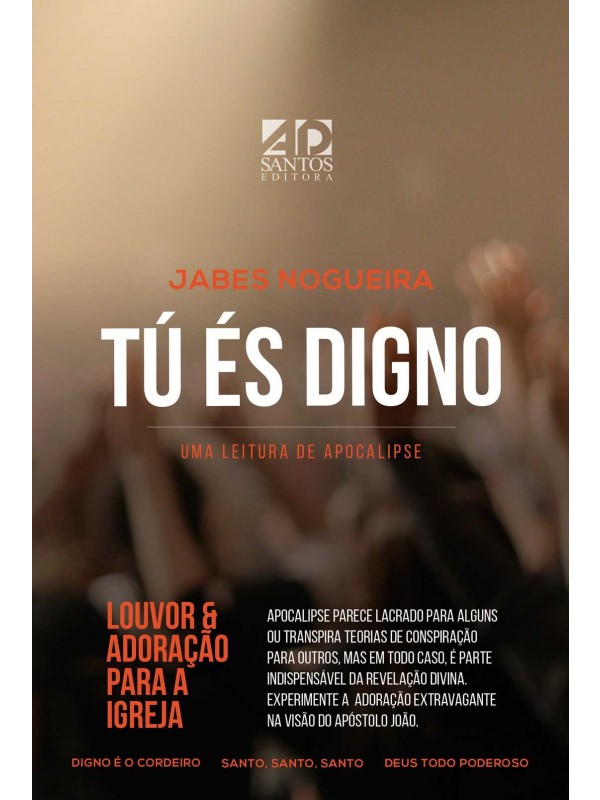 AD
SANTOS
EDITORA
JABES NOGUEIRA
TÚ ÉS DIGNO
UMA LEITURA DE APOCALIPSE
LOUVOR &
ADORAÇÃO
PARA A
IGREJA
APOCALIPSE PARECE LACRADO PARA ALGUNS
OU TRANSPIRA TEORIAS DE CONSPIRAÇÃO
PARA OUTROS, MAS EM TODO CASO, É PARTE
INDISPENSÁVEL DA REVELAÇÃO DIVINA.
EXPERIMENTE A ADORAÇÃO EXTRAVAGANTE
NA VISÃO DO APÓSTOLO JOÃO.
DIGNO É O CORDEIRO SANTO, SANTO, SANTO DEUS TODO PODEROSO